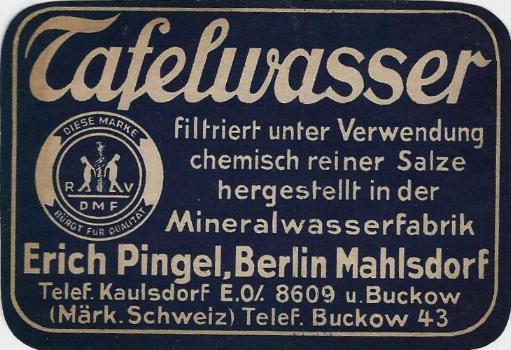 Tafelwasser
DIESE MARKE
R V
DMF
BÜRGT FÜR QUALITÄT
filtriert unter Verwendung
chemisch reiner Salze
hergestellt in der
Mineralwasserfabrik
Erich Pingel, Berlin Mahlsdorf
Telef. Kaulsdorf E.0/. 8609 u. Buckow
(Märk. Schweiz) Telef. Buckow 43